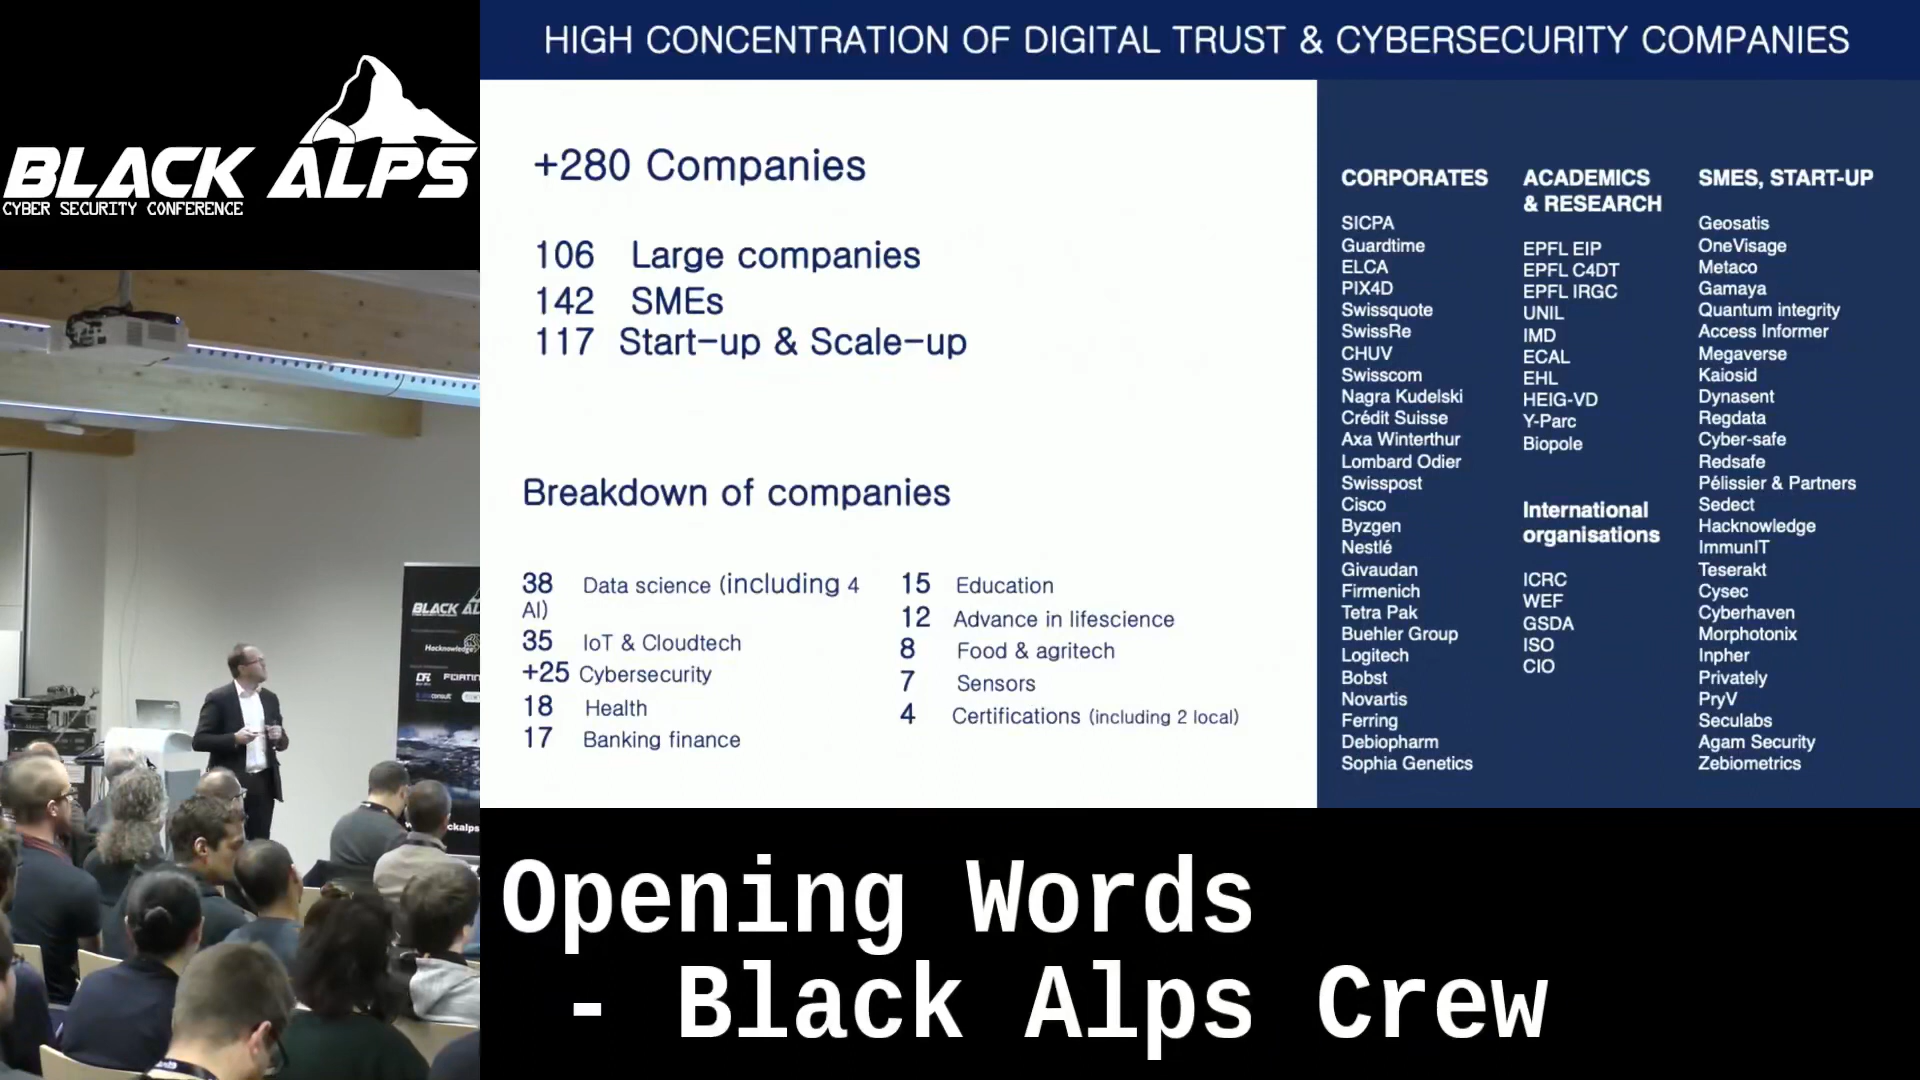 BLACK ALPS
CYBER SECURITY CONFERENCE
HIGH CONCENTRATION OF DIGITAL TRUST & CYBERSECURITY COMPANIES
+280 Companies
106 Large companies
142 SMEs
117 Start-up & Scale-up
Breakdown of companies
38 Data science (including 4
AI)
35 IoT & Cloudtech
+25 Cybersecurity
18 Health
17 Banking finance
15 Education
12 Advance in lifescience
8 Food & agritech
7 Sensors
4 Certifications (including 2 local)
CORPORATES
SICPA
Guardtime
ELCA
PIX4D
Swissquote
SwissRe
CHUV
Swisscom
Nagra Kudelski
Crédit Suisse
Axa Winterthur
Lombard Odier
Swisspost
Cisco
Byzgen
Nestlé
Givaudan
Firmenich
Tetra Pak
Buehler Group
Logitech
Bobst
Novartis
Ferring
Debiopharm
Sophia Genetics
ACADEMICS
& RESEARCH
EPFL EIP
EPFL C4DT
EPFL IRGC
UNIL
IMD
ECAL
EHL
HEIG-VD
Y-Parc
Biopole
International
organisations
ICRC
WEF
GSDA
ISO
CIO
SMES, START-UP
Geosatis
OneVisage
Metaco
Gamaya
Quantum integrity
Access Informer
Megaverse
Kaiosid
Dynasent
Regdata
Cyber-safe
Redsafe
Pélissier & Partners
Sedect
Hacknowledge
ImmunIT
Teserakt
Cysec
Cyberhaven
Morphotonix
Inpher
Privately
PryV
Seculabs
Agam Security
Zebiometrics
BLACK AL
Hacknowledge
FORTIN
ckalps
Opening Words
- Black Alps Crew